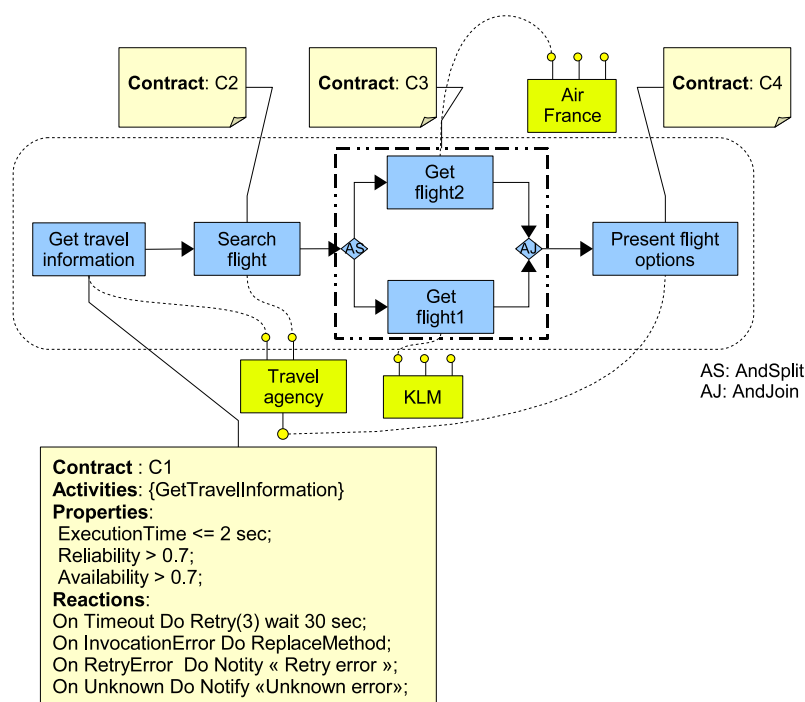 Contract: C2
Contract: C3
Air
France
Contract: C4
Get
flight2
Get travel
information
Search
flight
AS
AJ
Present flight
options
Get
flight1
Travel
agency
KLM
AS: AndSplit
AJ: AndJoin
Contract : C1
Activities: {GetTravelInformation}
Properties:
ExecutionTime <= 2 sec;
Reliability > 0.7;
Availability > 0.7;
Reactions:
On Timeout Do Retry(3) wait 30 sec;
On InvocationError Do ReplaceMethod;
On RetryError Do Notity « Retry error »;
On Unknown Do Notify «Unknown error»;